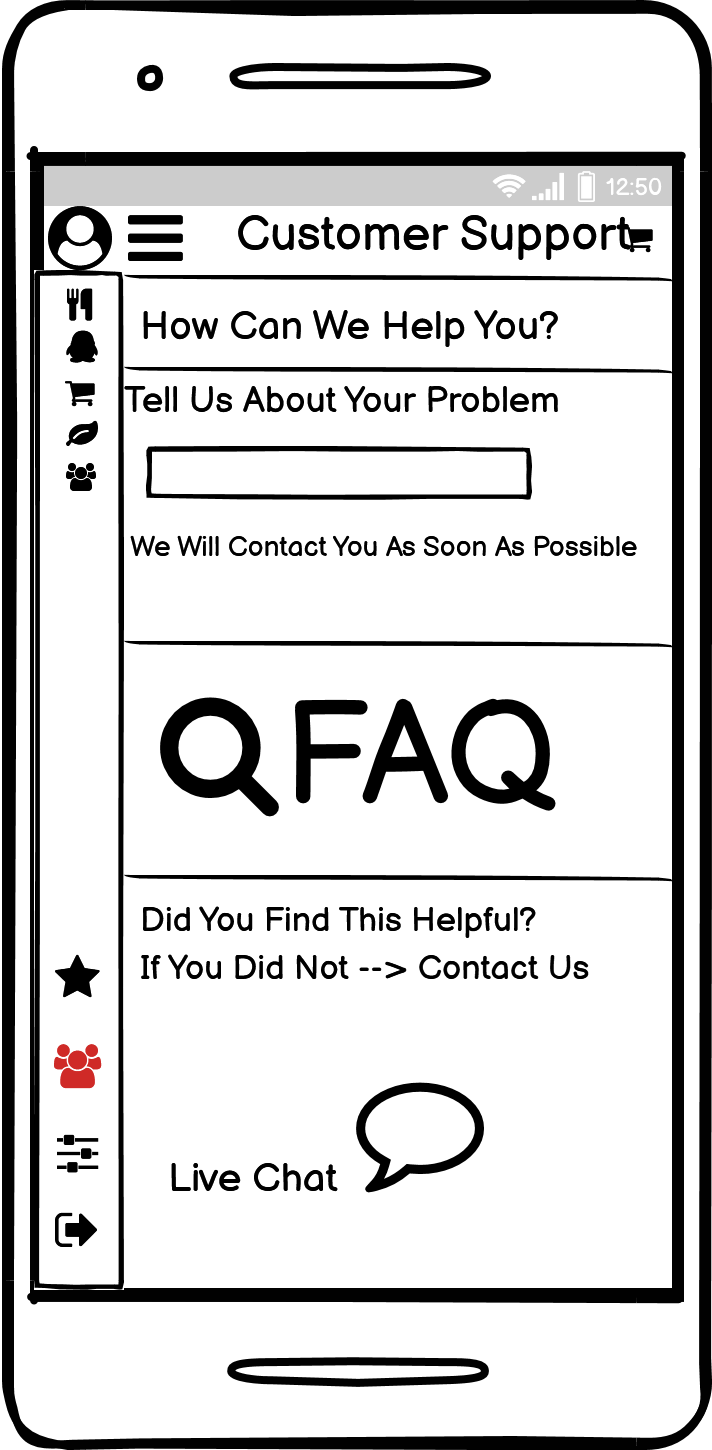 12:50
Customer Support
How Can We Help You?
Tell Us About Your Problem
We Will Contact You As Soon As Possible
FAQ
Did You Find This Helpful?
If You Did Not --> Contact Us
Live Chat